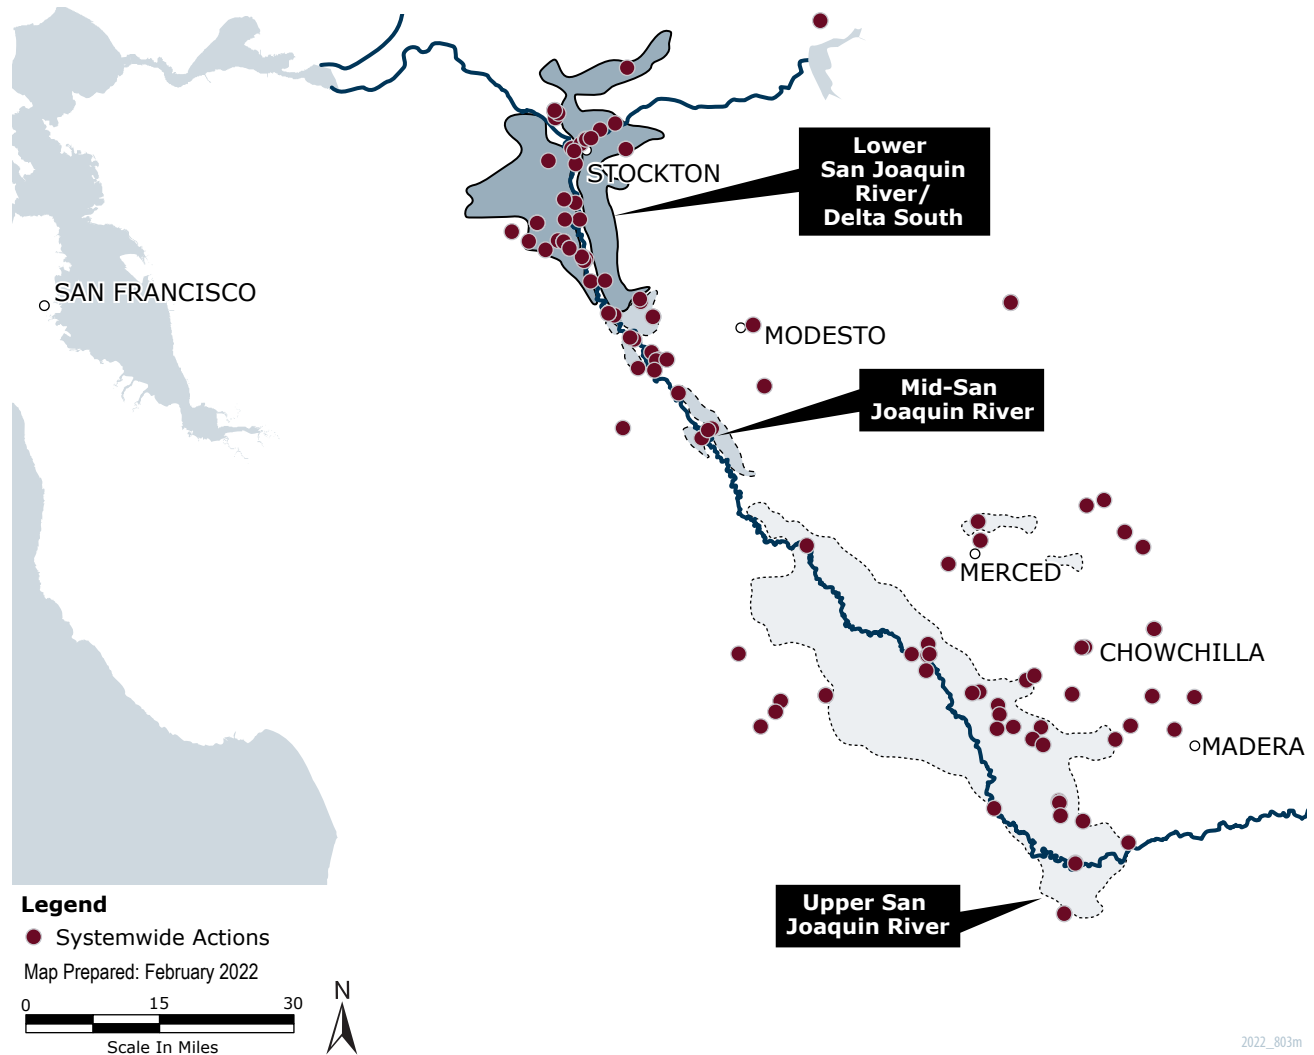 Lower
San Joaquin
River/
Delta South
STOCKTON
SAN FRANCISCO
MODESTO
Mid-San
Joaquin River
MERCED
CHOWCHILLA
MADERA
Upper San
Joaquin River
Legend
Systemwide Actions
Map Prepared: February 2022
0 15 30
Scale In Miles
N
2022_803m